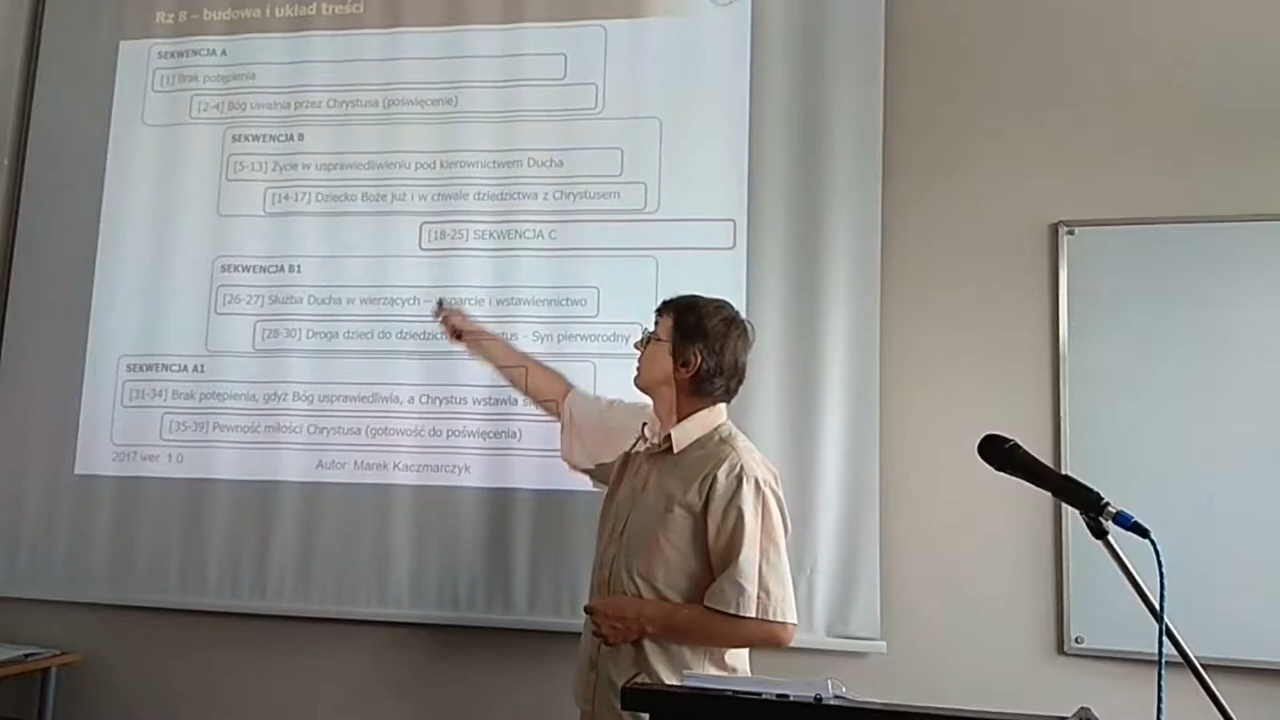 Rz 8 – budowa i układ treści
SEKWENCJA A
[1] Brak potępienia
[2-4] Bóg uwalnia przez Chrystusa (poświęcenie)
SEKWENCJA B
[5-13] Życie w usprawiedliwieniu pod kierownictwem Ducha
[14-17] Dziecko Boże już i w chwale dziedzictwa z Chrystusem
[18-25] SEKWENCJA C
SEKWENCJA B1
[26-27] Służba Ducha w wierzących – wsparcie i wstawiennictwo
[28-30] Droga dzieci do – Syn pierworodny
SEKWENCJA A1
[31-34] Brak potępienia, gdyż Bóg usprawiedliwia, a Chrystus wstawia się
[35-39] Pewność miłości Chrystusa (gotowość do poświęcenia)
2017 wer 1.0
Autor: Marek Kaczmarczyk